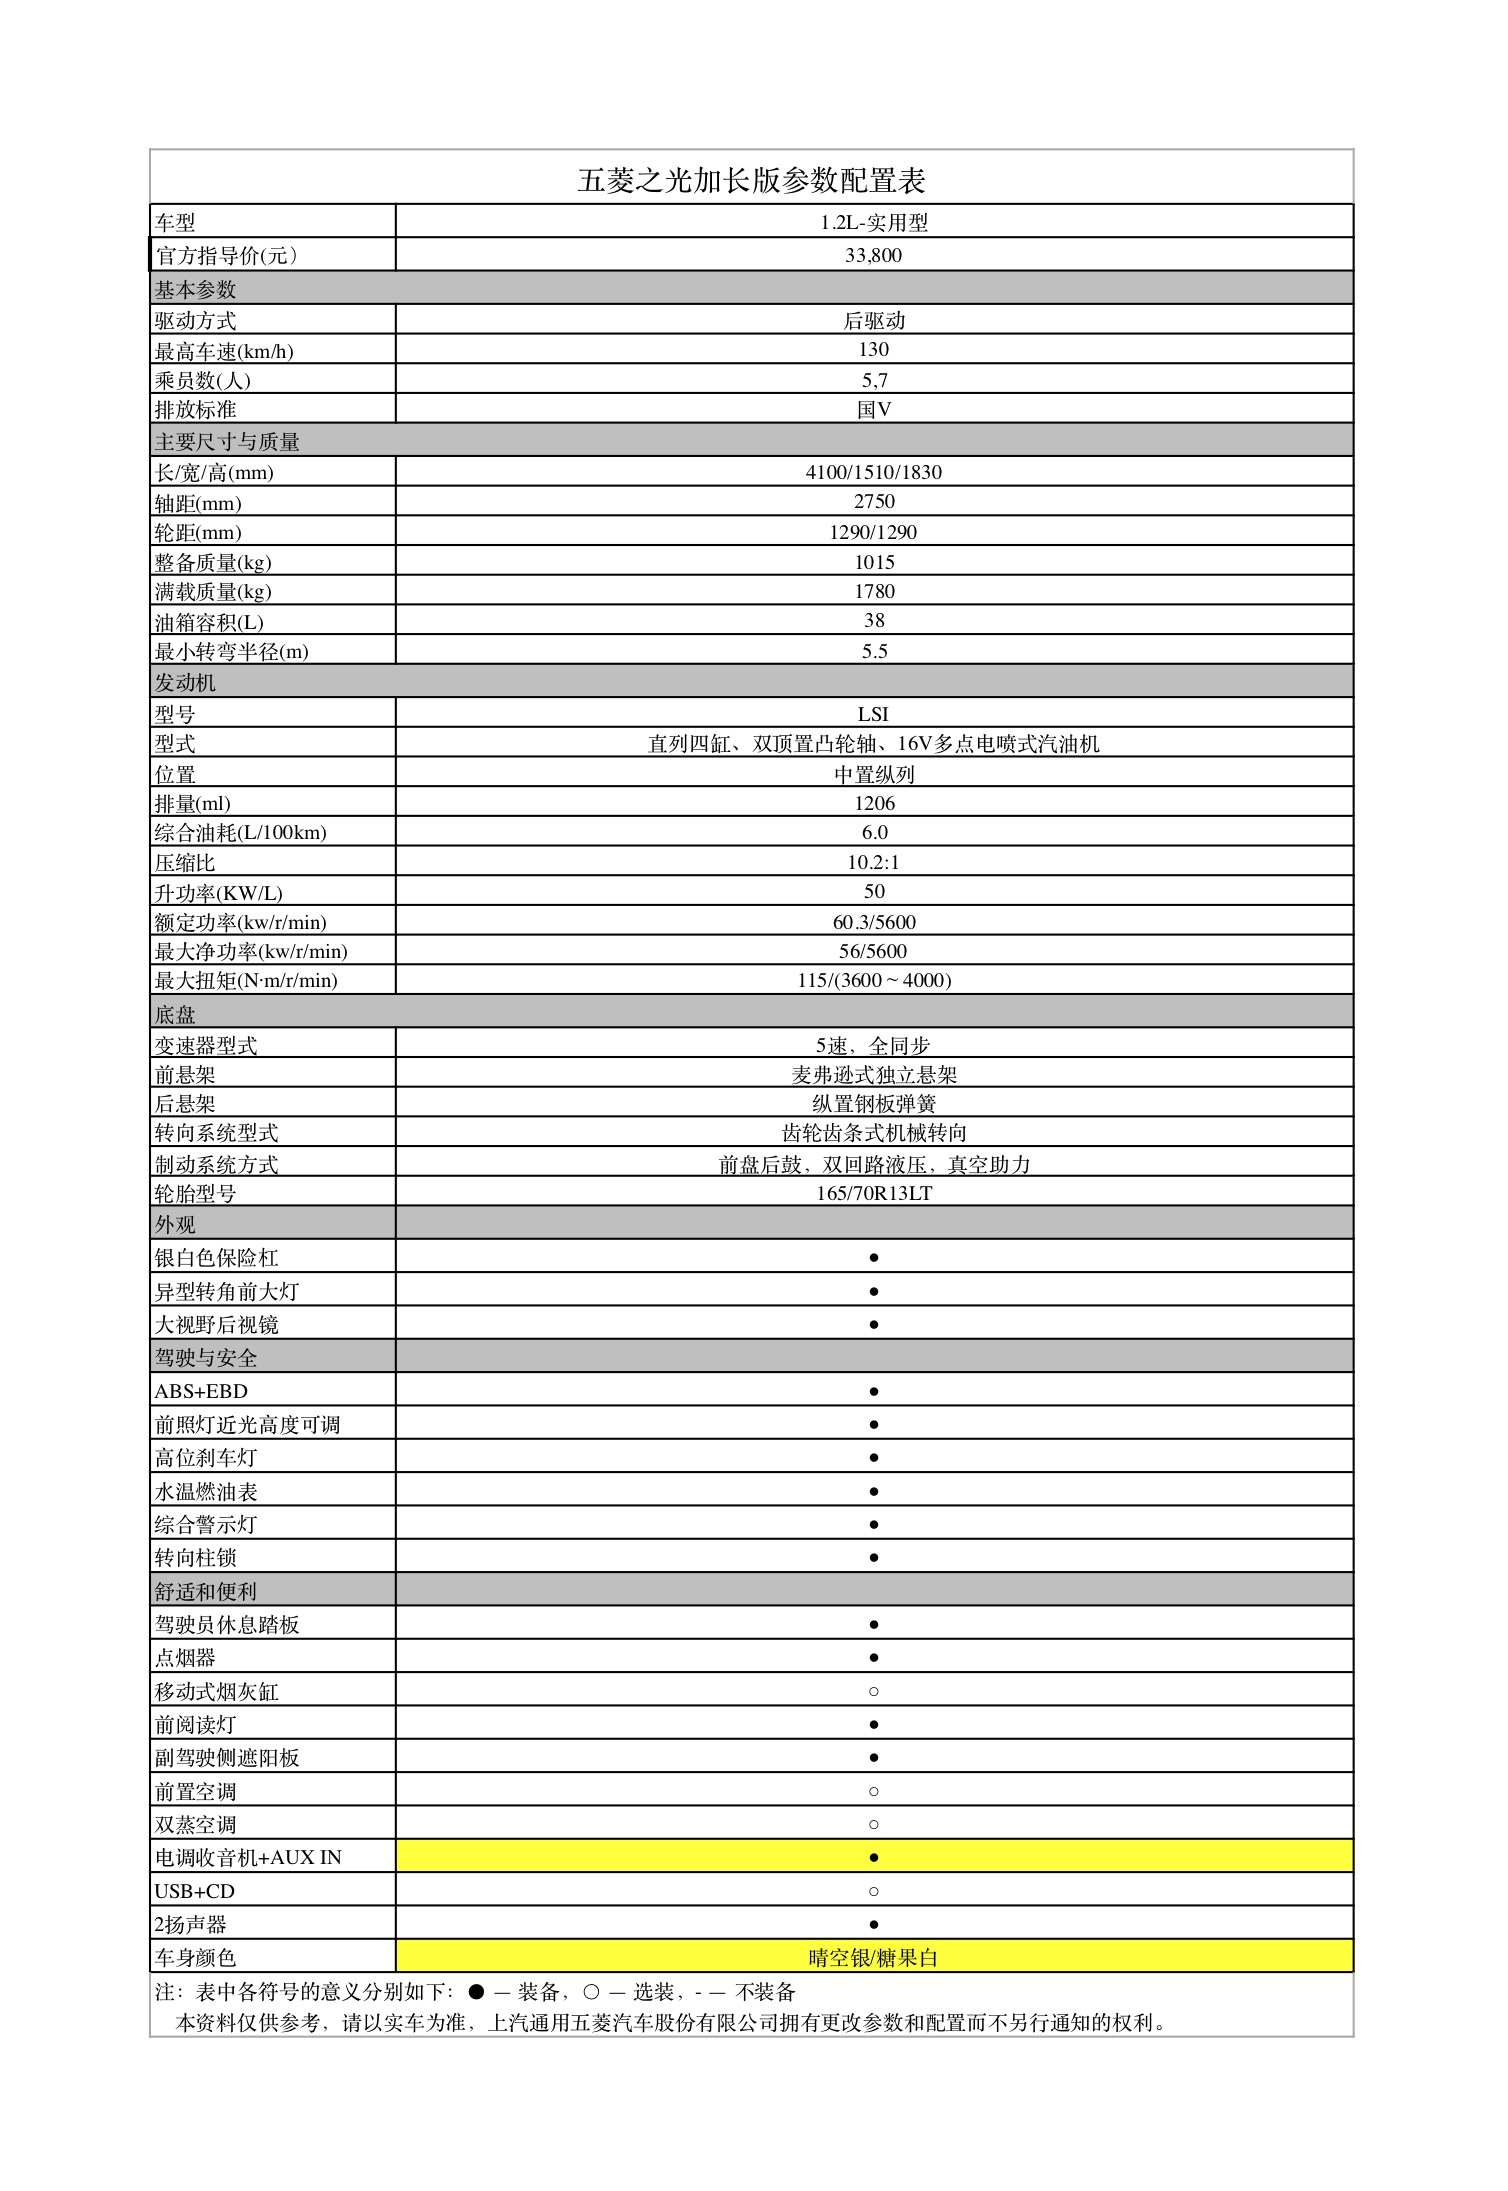 五菱之光加长版参数配置表
车型 1.2L-实用型
官方指导价(元） 33,800
基本参数
驱动方式 后驱动
最高车速(km/h) 130
乘员数(人) 5,7
排放标准 国V
主要尺寸与质量
长/宽/高(mm) 4100/1510/1830
轴距(mm) 2750
轮距(mm) 1290/1290
整备质量(kg) 1015
满载质量(kg) 1780
油箱容积(L) 38
最小转弯半径(m) 5.5
发动机
型号 LSI
型式 直列四缸、双顶置凸轮轴、16V多点电喷式汽油机
位置 中置纵列
排量(ml) 1206
综合油耗(L/100km) 6.0
压缩比 10.2:1
升功率(KW/L) 50
额定功率(kw/r/min) 60.3/5600
最大净功率(kw/r/min) 56/5600
最大扭矩(N·m/r/min) 115/(3600～4000)
底盘
变速器型式 5速，全同步
前悬架 麦弗逊式独立悬架
后悬架 纵置钢板弹簧
转向系统型式 齿轮齿条式机械转向
制动系统方式 前盘后鼓，双回路液压，真空助力
轮胎型号 165/70R13LT
外观
银白色保险杠 ●
异型转角前大灯 ●
大视野后视镜 ●
驾驶与安全
ABS+EBD ●
前照灯近光高度可调 ●
高位刹车灯 ●
水温燃油表 ●
综合警示灯 ●
转向柱锁 ●
舒适和便利
驾驶员休息踏板 ●
点烟器 ●
移动式烟灰缸 ○
前阅读灯 ●
副驾驶侧遮阳板 ●
前置空调 ○
双蒸空调 ○
电调收音机+AUX IN ●
USB+CD ○
2扬声器 ●
车身颜色 晴空银/糖果白
注：表中各符号的意义分别如下：● — 装备，○ — 选装，- — 不装备
本资料仅供参考，请以实车为准，上汽通用五菱汽车股份有限公司拥有更改参数和配置而不另行通知的权利。